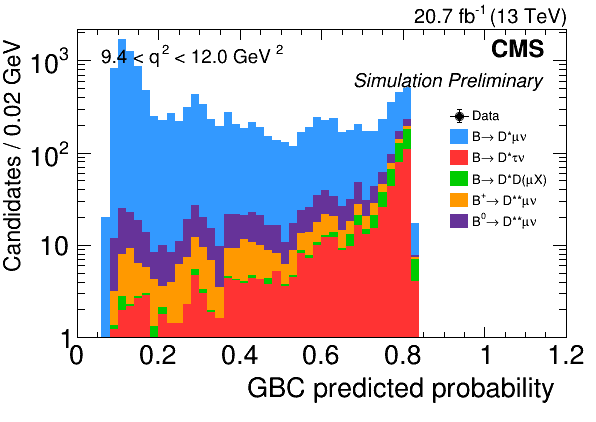 20.7 fb⁻¹ (13 TeV)
9.4 < q² < 12.0 GeV ²
CMS
Simulation Preliminary
Data
B→ D*μν
B→ D*τν
B→ D*D(μX)
B⁺→ D**μν
B⁰→ D**μν
Candidates / 0.02 GeV
10³
10²
10
1
0 0.2 0.4 0.6 0.8 1 1.2
GBC predicted probability